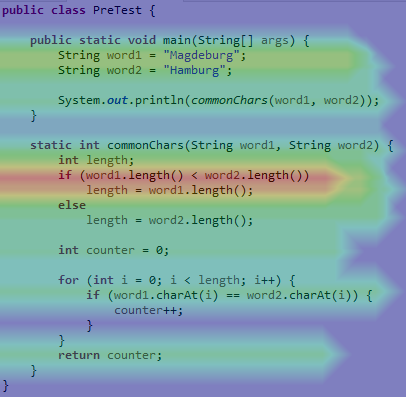 public class PreTest {
public static void main(String[] args) {
String word1 = "Magdeburg";
String word2 = "Hamburg";
System.out.println(commonChars(word1, word2));
}
static int commonChars(String word1, String word2) {
int length;
if (word1.length() < word2.length())
length = word1.length();
else
length = word2.length();
int counter = 0;
for (int i = 0; i < length; i++) {
if (word1.charAt(i) == word2.charAt(i)) {
counter++;
}
}
return counter;
}
}